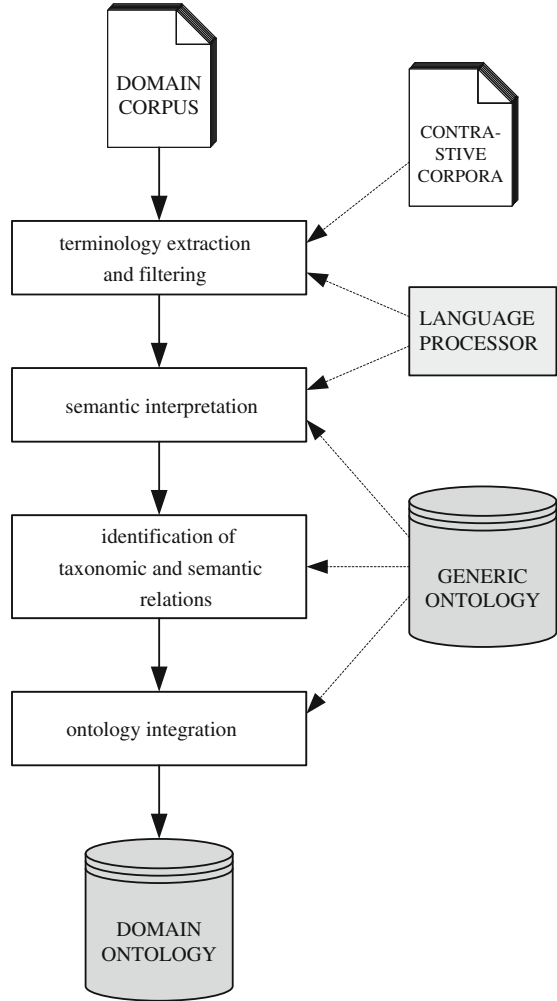 DOMAIN
CORPUS
CONTRA-
STIVE
CORPORA
terminology extraction
and filtering
LANGUAGE
PROCESSOR
semantic interpretation
identification of
taxonomic and semantic
relations
GENERIC
ONTOLOGY
ontology integration
DOMAIN
ONTOLOGY